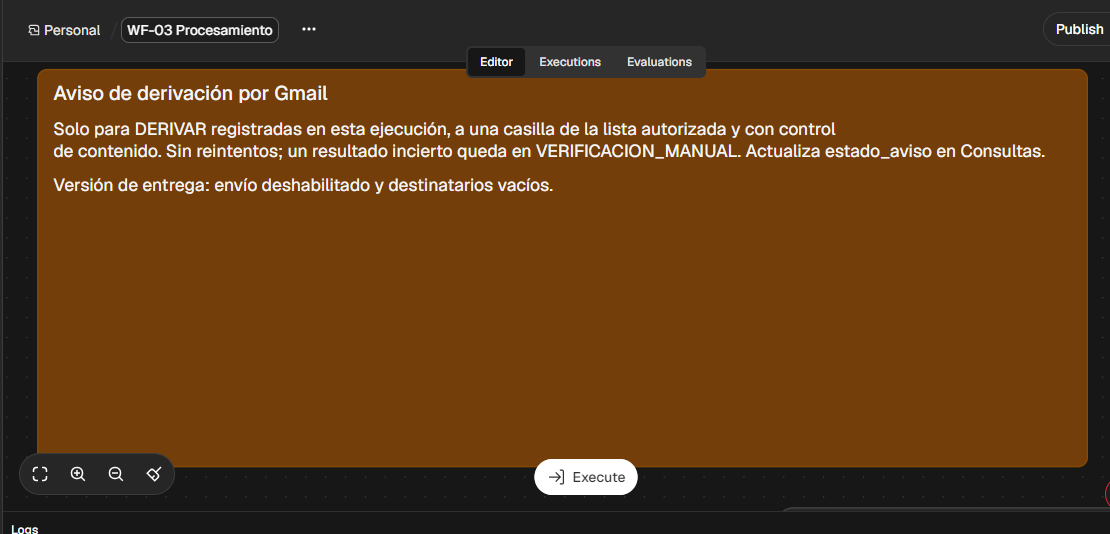 Personal / WF-03 Procesamiento ...
Publish
Editor Executions Evaluations
Aviso de derivación por Gmail
Solo para DERIVAR registradas en esta ejecución, a una casilla de la lista autorizada y con control
de contenido. Sin reintentos; un resultado incierto queda en VERIFICACION_MANUAL. Actualiza estado_aviso en Consultas.
Versión de entrega: envío deshabilitado y destinatarios vacíos.
Execute
Logs